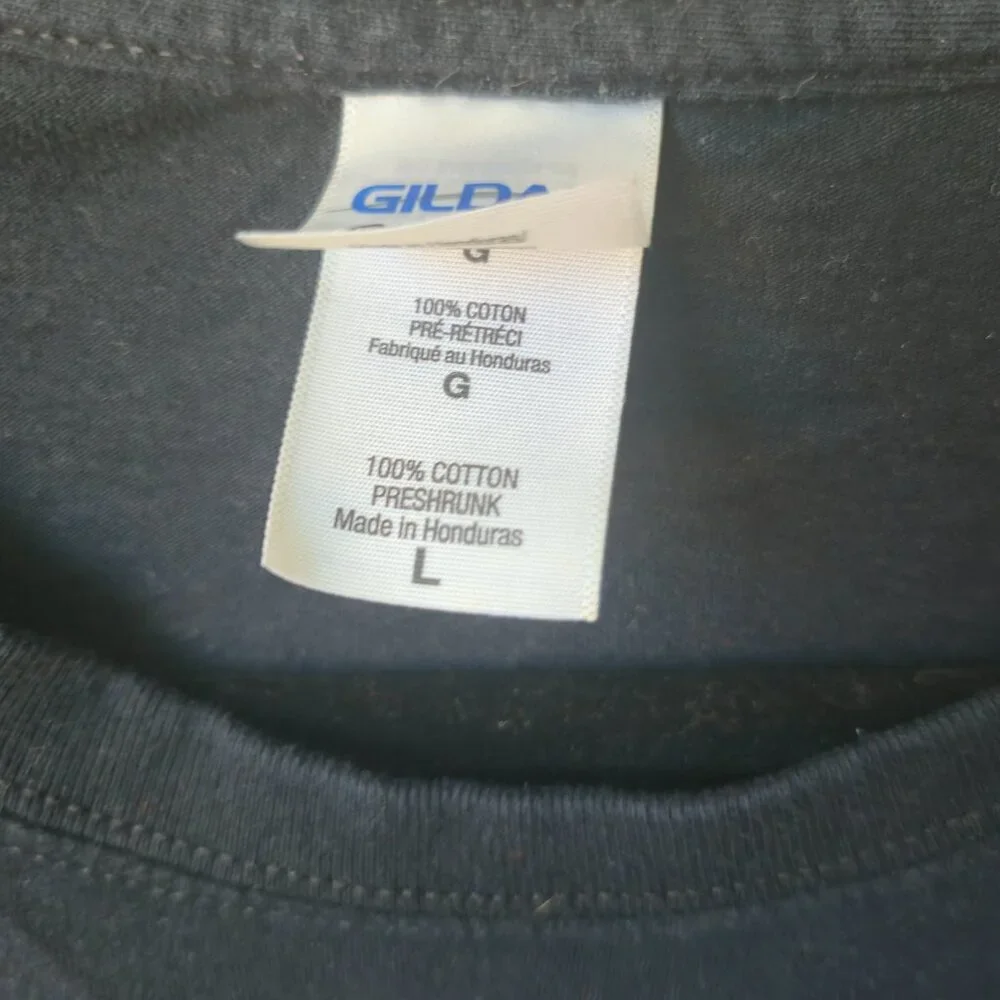 GILDA
G
100% COTON
PRÉ-RÉTRÉCI
Fabriqué au Honduras
G
100% COTTON
PRESHRUNK
Made in Honduras
L